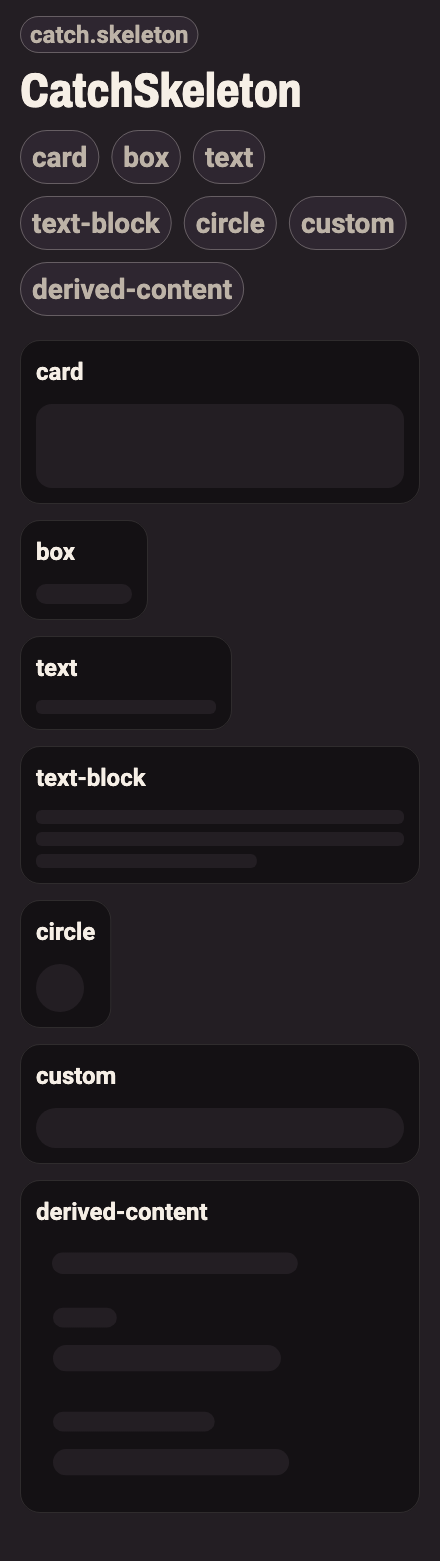 catch.skeleton
CatchSkeleton
card box text
text-block circle custom
derived-content
card
box
text
text-block
circle
custom
derived-content